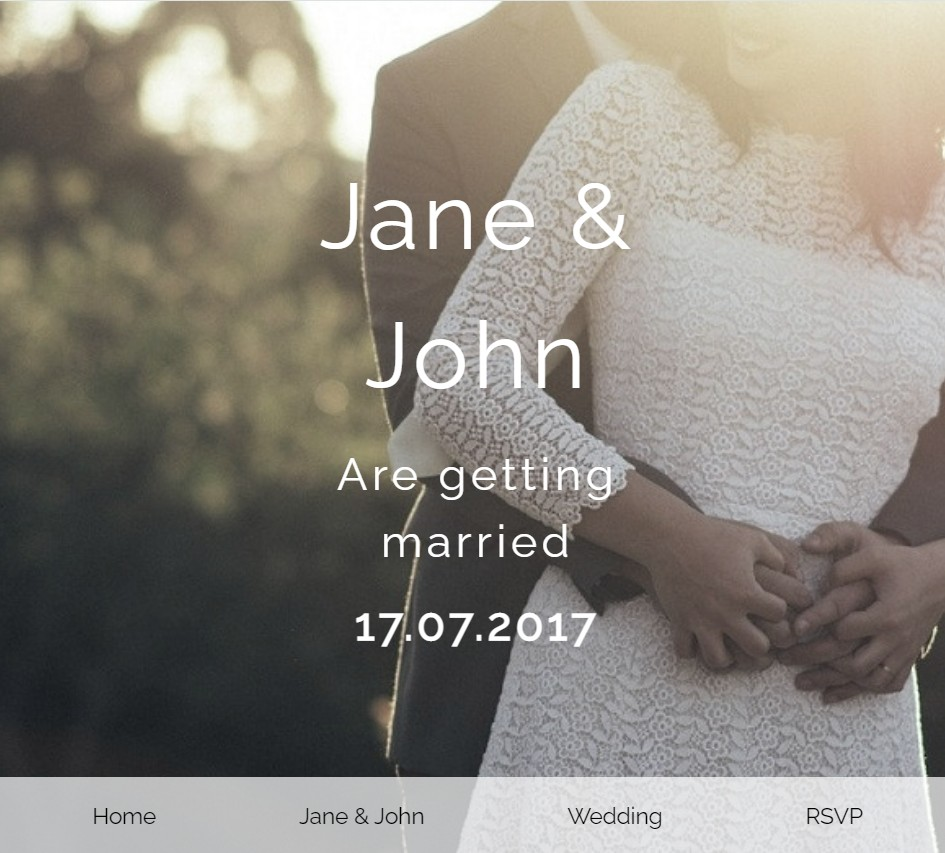 Jane &
John
Are getting
married
17.07.2017
Home Jane & John Wedding RSVP